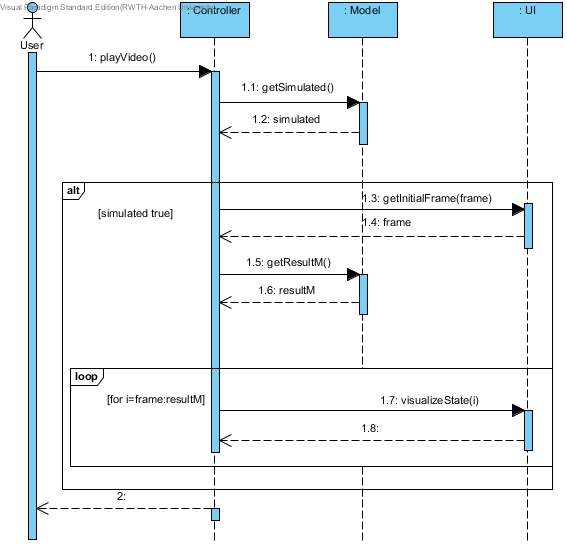 Visual Paradigm Standard Edition(RWTH-Aachen
: Controller
: Model
: UI
User
1: playVideo()
1.1: getSimulated()
1.2: simulated
alt
[simulated true]
1.3: getInitialFrame(frame)
1.4: frame
1.5: getResultM()
1.6: resultM
loop
[for i=frame:resultM]
1.7: visualizeState(i)
1.8:
2: